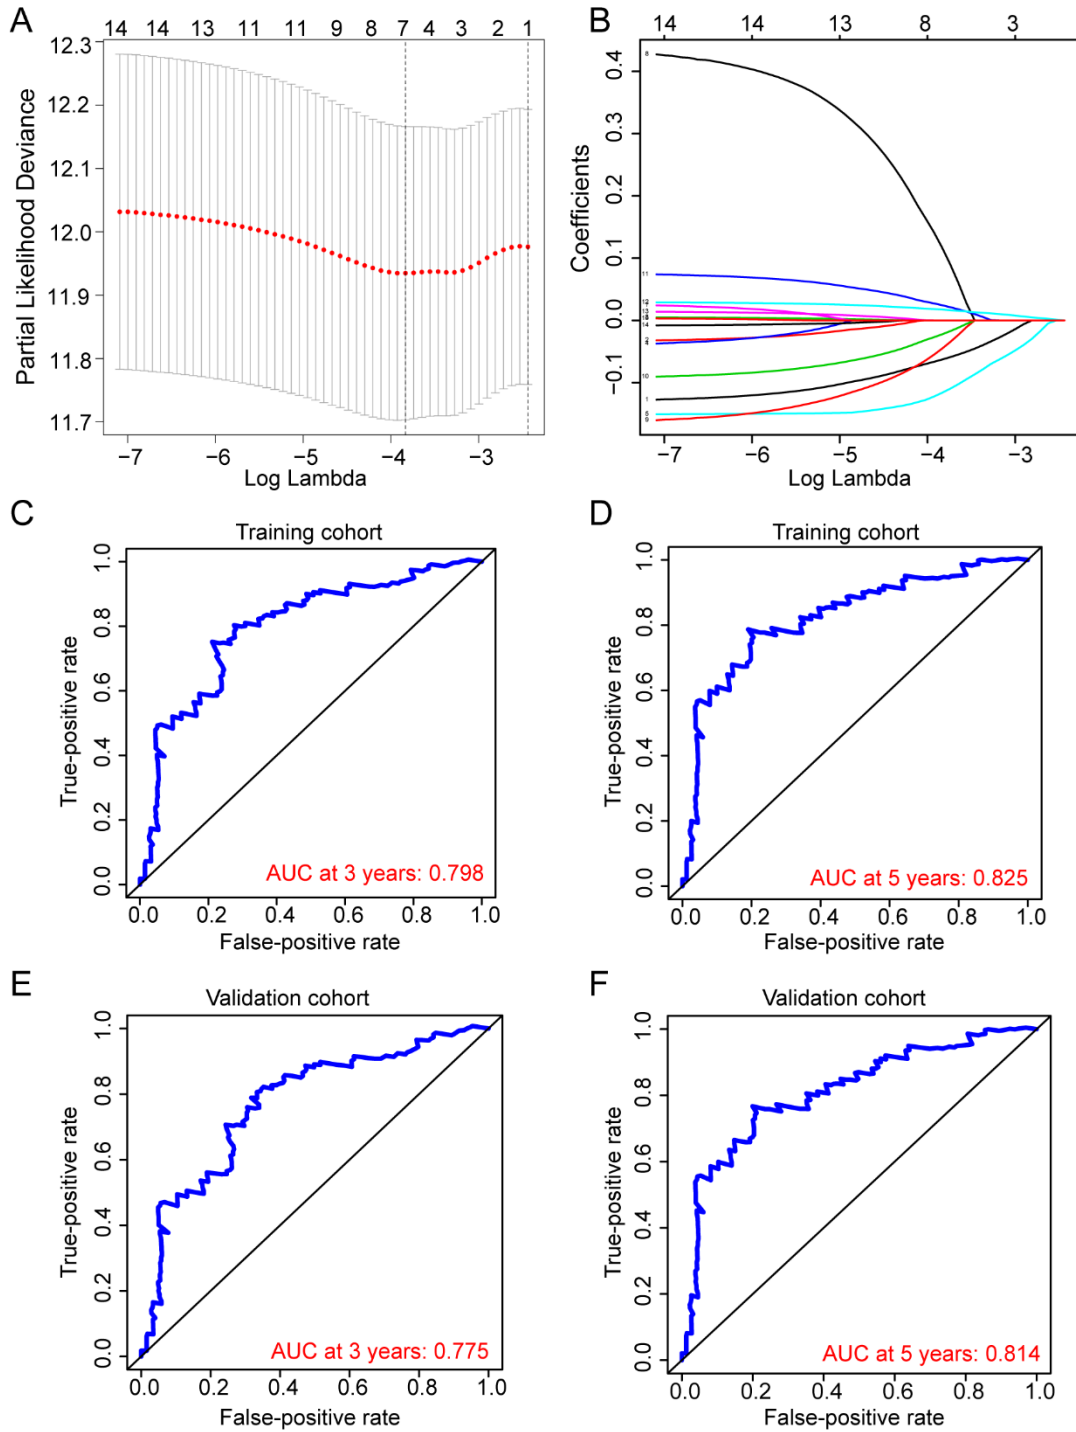 A
14 14 13 11 11 9 8 7 4 3 2 1
12.3
12.2
12.1
12.0
11.9
11.8
11.7
Partial Likelihood Deviance
−7 −6 −5 −4 −3
Log Lambda
B
14 14 13 8 3
0.4
0.3
0.2
0.1
0.0
−0.1
Coefficients
8
11
14
2
4
10
1
5
9
−7 −6 −5 −4 −3
Log Lambda
C
Training cohort
1.0
0.8
0.6
0.4
0.2
0.0
True-positive rate
AUC at 3 years: 0.798
0.0 0.2 0.4 0.6 0.8 1.0
False-positive rate
D
Training cohort
1.0
0.8
0.6
0.4
0.2
0.0
True-positive rate
AUC at 5 years: 0.825
0.0 0.2 0.4 0.6 0.8 1.0
False-positive rate
E
Validation cohort
1.0
0.8
0.6
0.4
0.2
0.0
True-positive rate
AUC at 3 years: 0.775
0.0 0.2 0.4 0.6 0.8 1.0
False-positive rate
F
Validation cohort
1.0
0.8
0.6
0.4
0.2
0.0
True-positive rate
AUC at 5 years: 0.814
0.0 0.2 0.4 0.6 0.8 1.0
False-positive rate